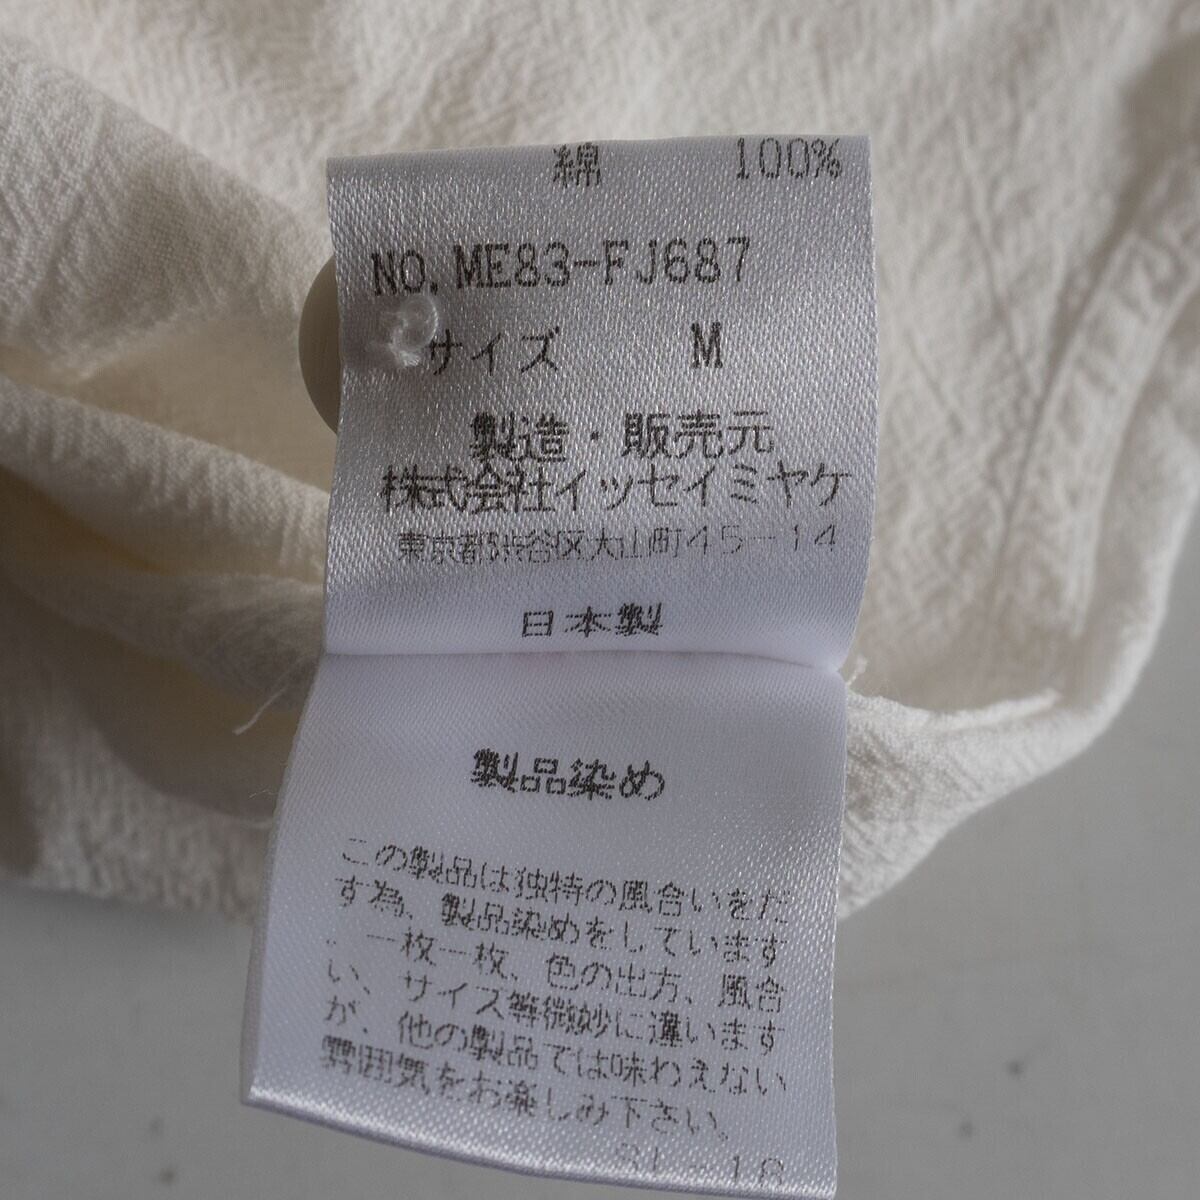 綿 100%
NO.ME83-FJ687
サイズ M
製造・販売元
株式会社イッセイミヤケ
東京都渋谷区大山町45-14
日本製
製品染め
この製品は独特の風合いをだ
す為、製品染めをしています
。一枚一枚、色の出方、風合
い、サイズ等微妙に違います
が、他の製品では味わえない
雰囲気をお楽しみ下さい。
SL-18